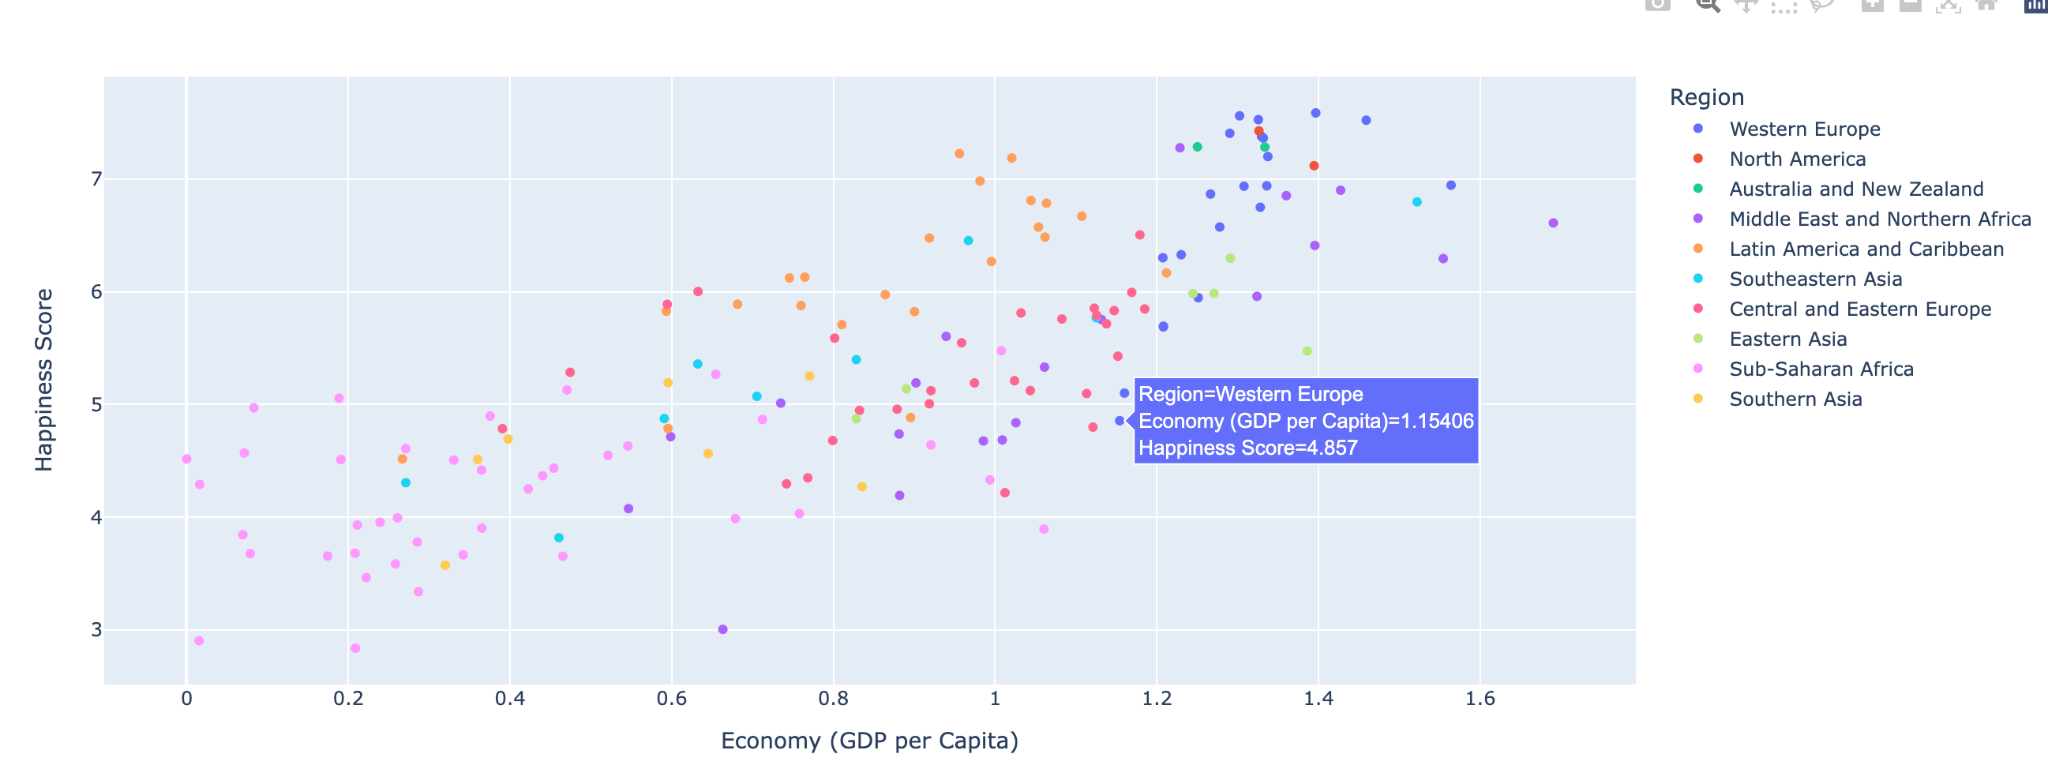 Region
Western Europe
North America
Australia and New Zealand
Middle East and Northern Africa
Latin America and Caribbean
Southeastern Asia
Central and Eastern Europe
Eastern Asia
Sub-Saharan Africa
Southern Asia
Happiness Score
7
6
5
4
3
Region=Western Europe
Economy (GDP per Capita)=1.15406
Happiness Score=4.857
0 0.2 0.4 0.6 0.8 1 1.2 1.4 1.6
Economy (GDP per Capita)